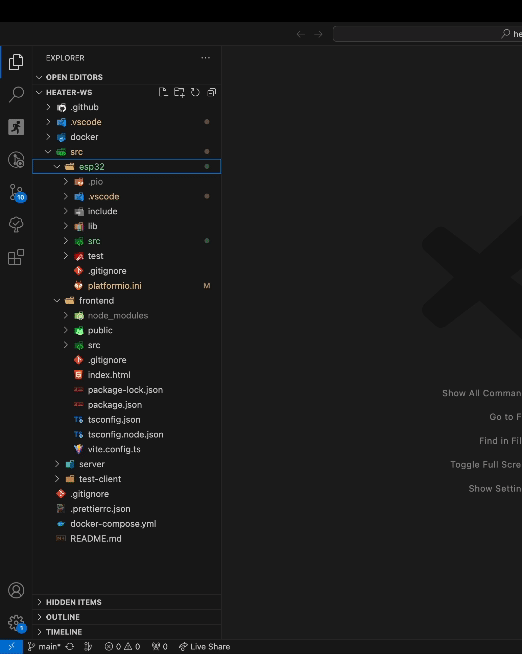 he
EXPLORER
OPEN EDITORS
HEATER-WS
.github
.vscode
docker
src
esp32
.pio
.vscode
include
lib
src
test
.gitignore
platformio.ini M
frontend
node_modules
public
src
.gitignore
index.html
package-lock.json
package.json
tsconfig.json
tsconfig.node.json
vite.config.ts
server
test-client
.gitignore
.prettierrc.json
docker-compose.yml
README.md
10
Show All Comman
Go to F
Find in Fil
Toggle Full Scre
Show Settin
HIDDEN ITEMS
OUTLINE
TIMELINE
1
main* 0 0 0 Live Share